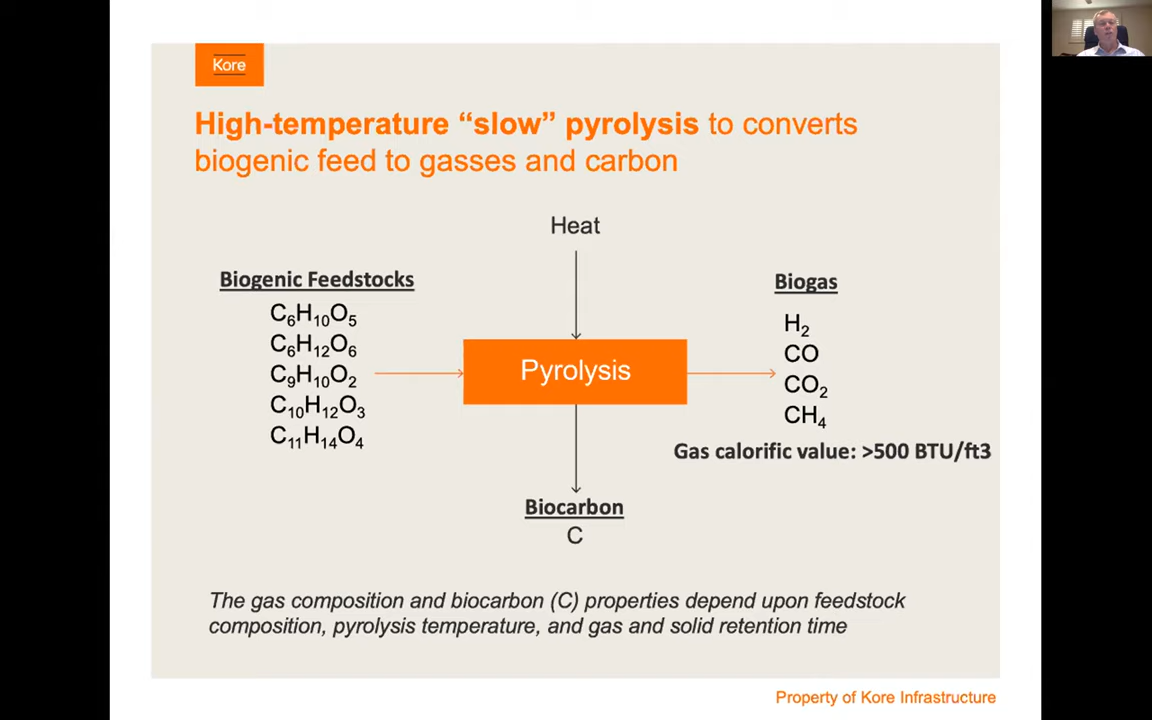 Kore
High-temperature “slow” pyrolysis to converts
biogenic feed to gasses and carbon
Heat
Biogenic Feedstocks
C₆H₁₀O₅
C₆H₁₂O₆
C₉H₁₀O₂
C₁₀H₁₂O₃
C₁₁H₁₄O₄
Pyrolysis
Biogas
H₂
CO
CO₂
CH₄
Gas calorific value: >500 BTU/ft3
Biocarbon
C
The gas composition and biocarbon (C) properties depend upon feedstock
composition, pyrolysis temperature, and gas and solid retention time
Property of Kore Infrastructure